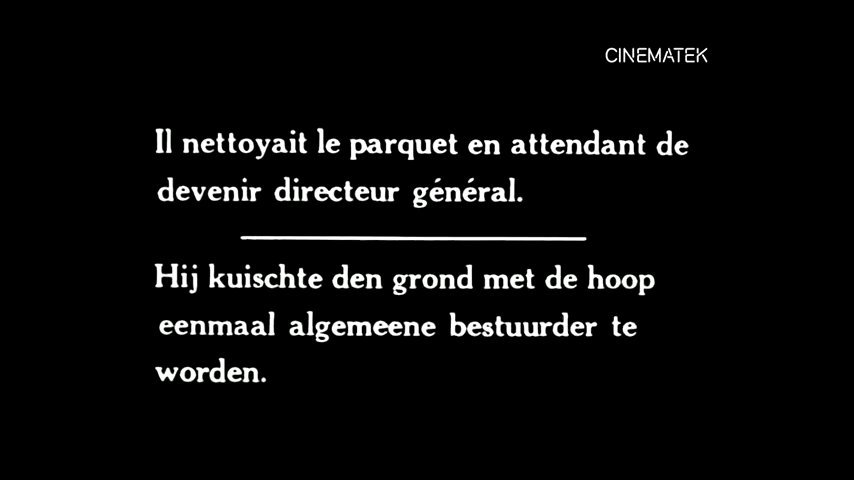 CINEMATEK
Il nettoyait le parquet en attendant de
devenir directeur général.
Hij kuischte den grond met de hoop
eenmaal algemeene bestuurder te
worden.